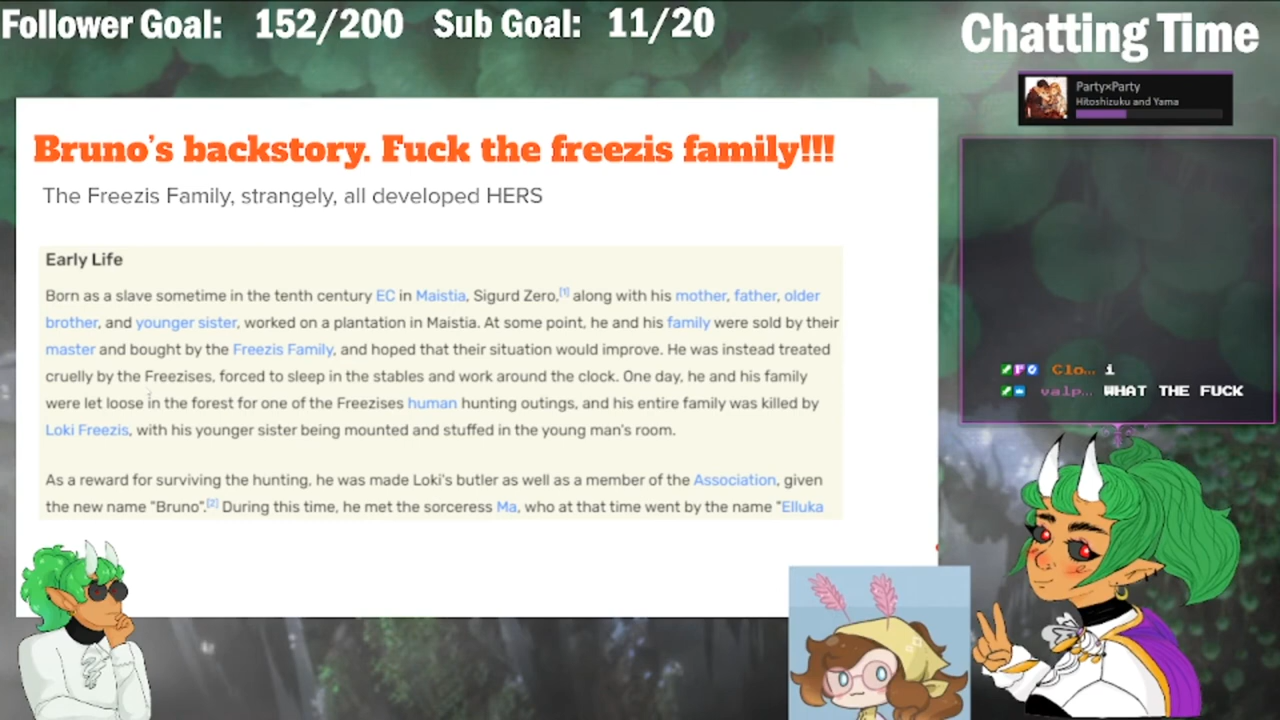 Follower Goal: 152/200 Sub Goal: 11/20
Chatting Time
Party×Party
Hitoshizuku and Yama
Bruno's backstory. Fuck the freezis family!!!
The Freezis Family, strangely, all developed HERS
Early Life
Born as a slave sometime in the tenth century EC in Maistia, Sigurd Zero,[1] along with his mother, father, older
brother, and younger sister, worked on a plantation in Maistia. At some point, he and his family were sold by their
master and bought by the Freezis Family, and hoped that their situation would improve. He was instead treated
cruelly by the Freezises, forced to sleep in the stables and work around the clock. One day, he and his family
were let loose in the forest for one of the Freezises human hunting outings, and his entire family was killed by
Loki Freezis, with his younger sister being mounted and stuffed in the young man's room.
As a reward for surviving the hunting, he was made Loki's butler as well as a member of the Association, given
the new name "Bruno".[2] During this time, he met the sorceress Ma, who at that time went by the name "Elluka
Clo... i
valp... WHAT THE FUCK